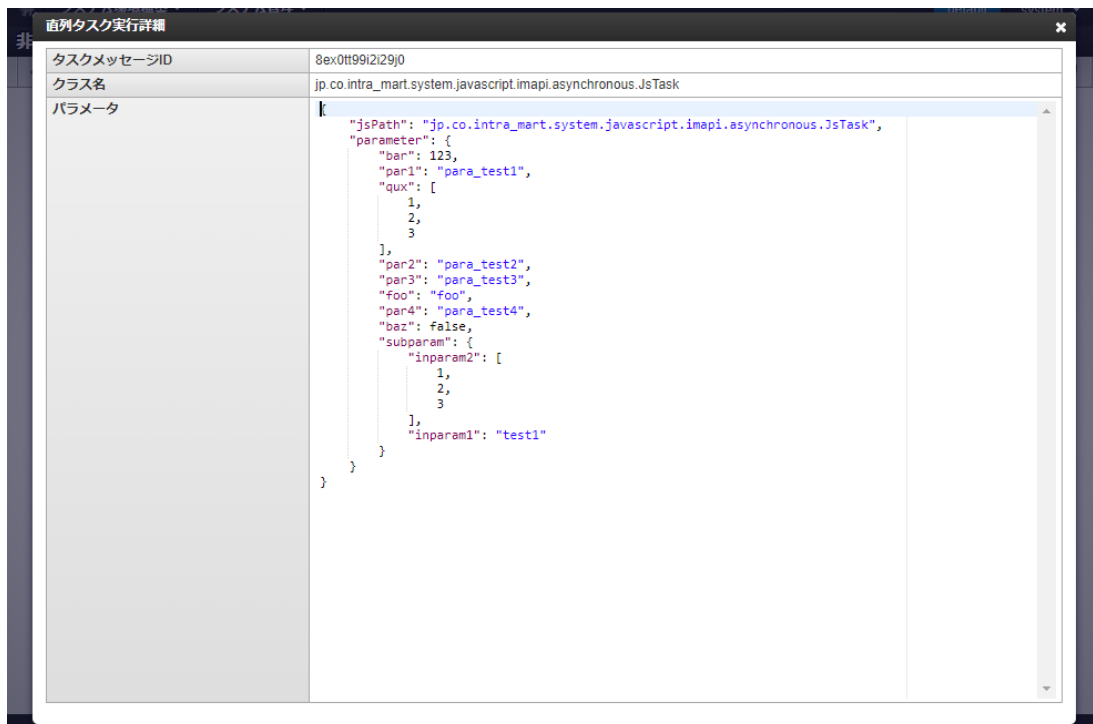 直列タスク実行詳細
タスクメッセージID 8ex0tt99i2i29j0
クラス名 jp.co.intra_mart.system.javascript.imapi.asynchronous.JsTask
パラメータ {
"jsPath": "jp.co.intra_mart.system.javascript.imapi.asynchronous.JsTask",
"parameter": {
"bar": 123,
"par1": "para_test1",
"qux": [
1,
2,
3
],
"par2": "para_test2",
"par3": "para_test3",
"foo": "foo",
"par4": "para_test4",
"baz": false,
"subparam": {
"inparam2": [
1,
2,
3
],
"inparam1": "test1"
}
}
}